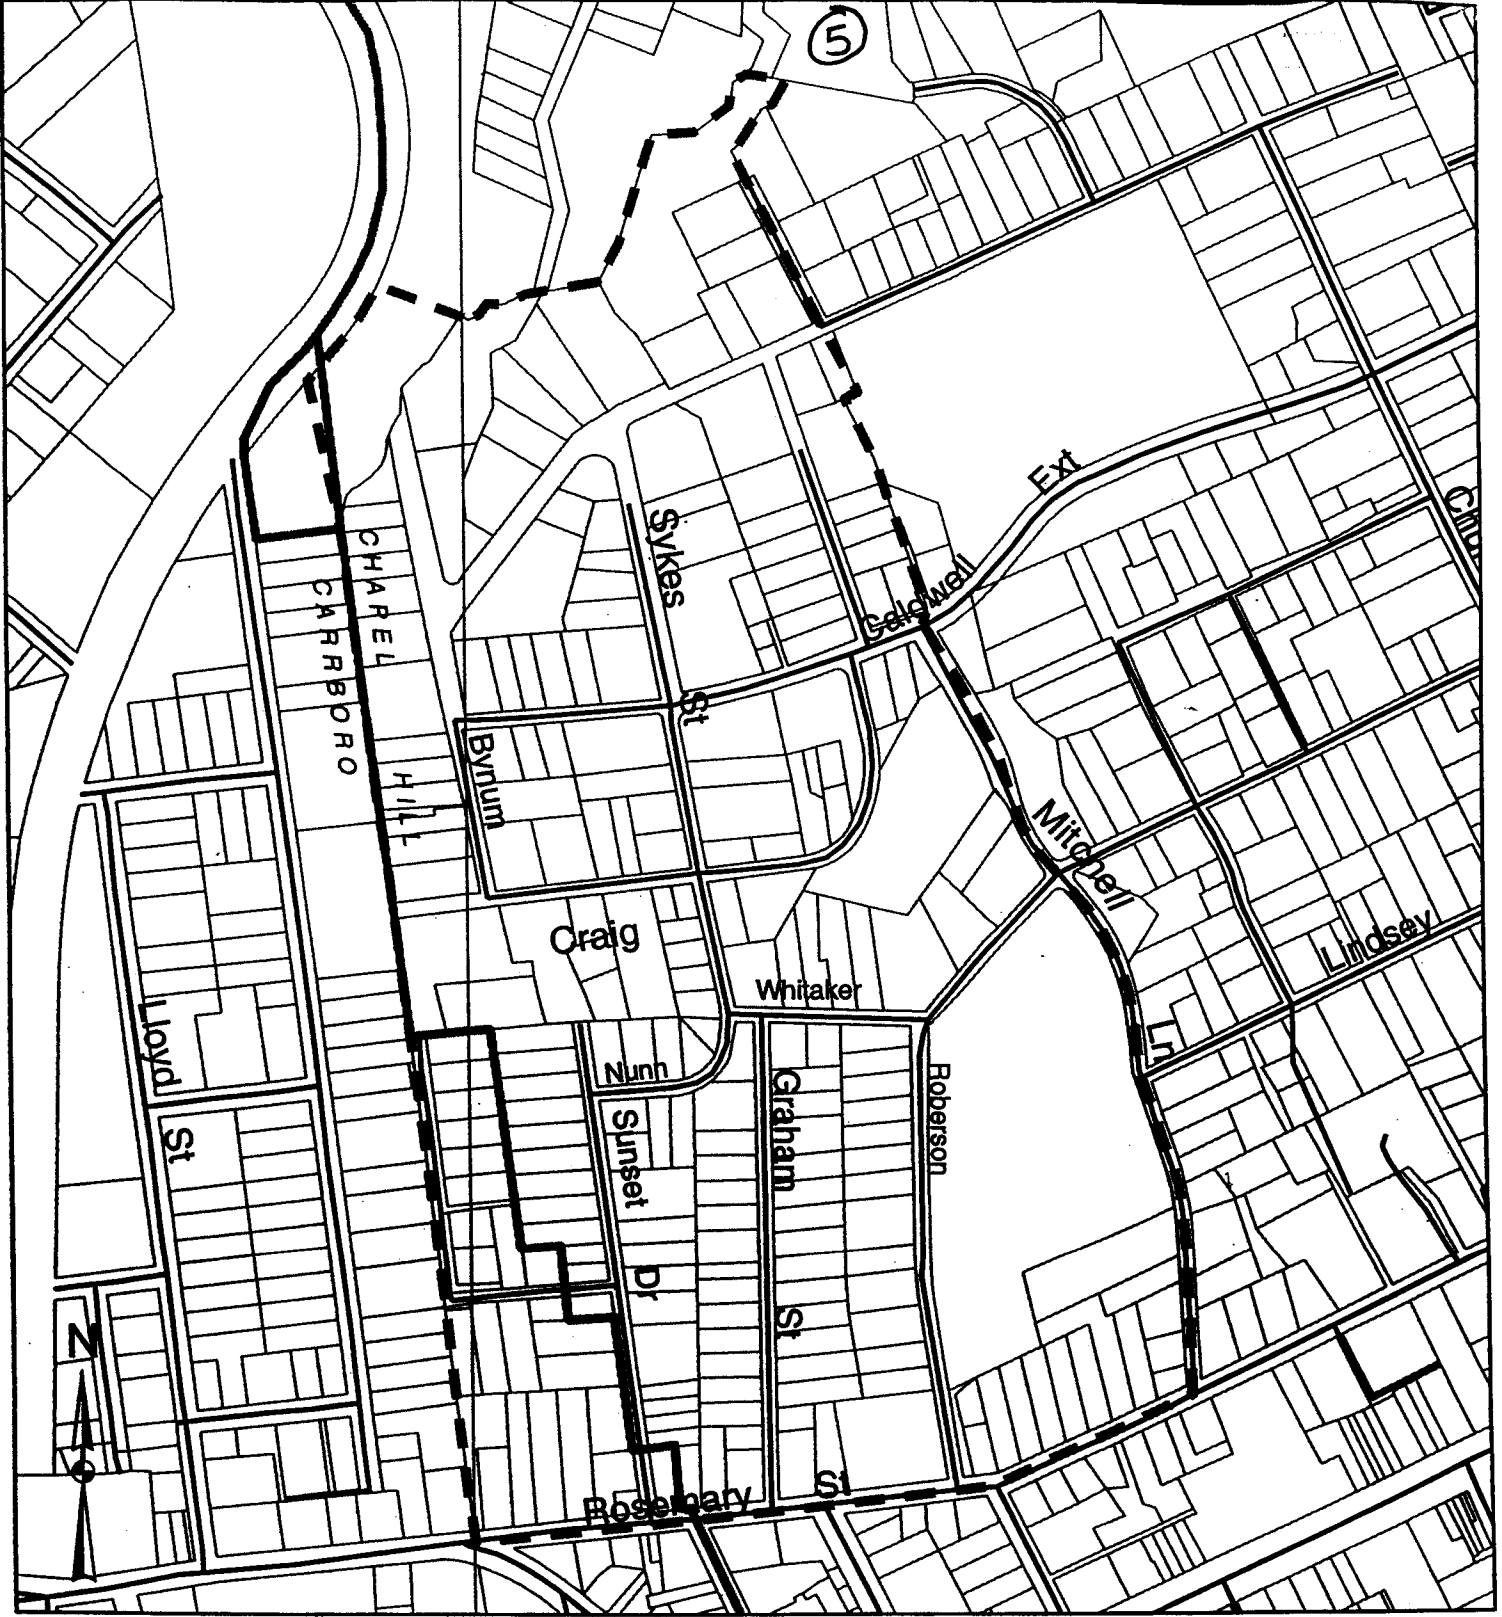 5
Ext
Sykes
St
Caldwell
CHAPEL
HILL
CARRBORO
Bynum
Mitchell
Ln
Craig
Lindsey
Whitaker
Lloyd
St
Nunn
Graham
St
Roberson
Sunset
Dr
N
Rosemary St